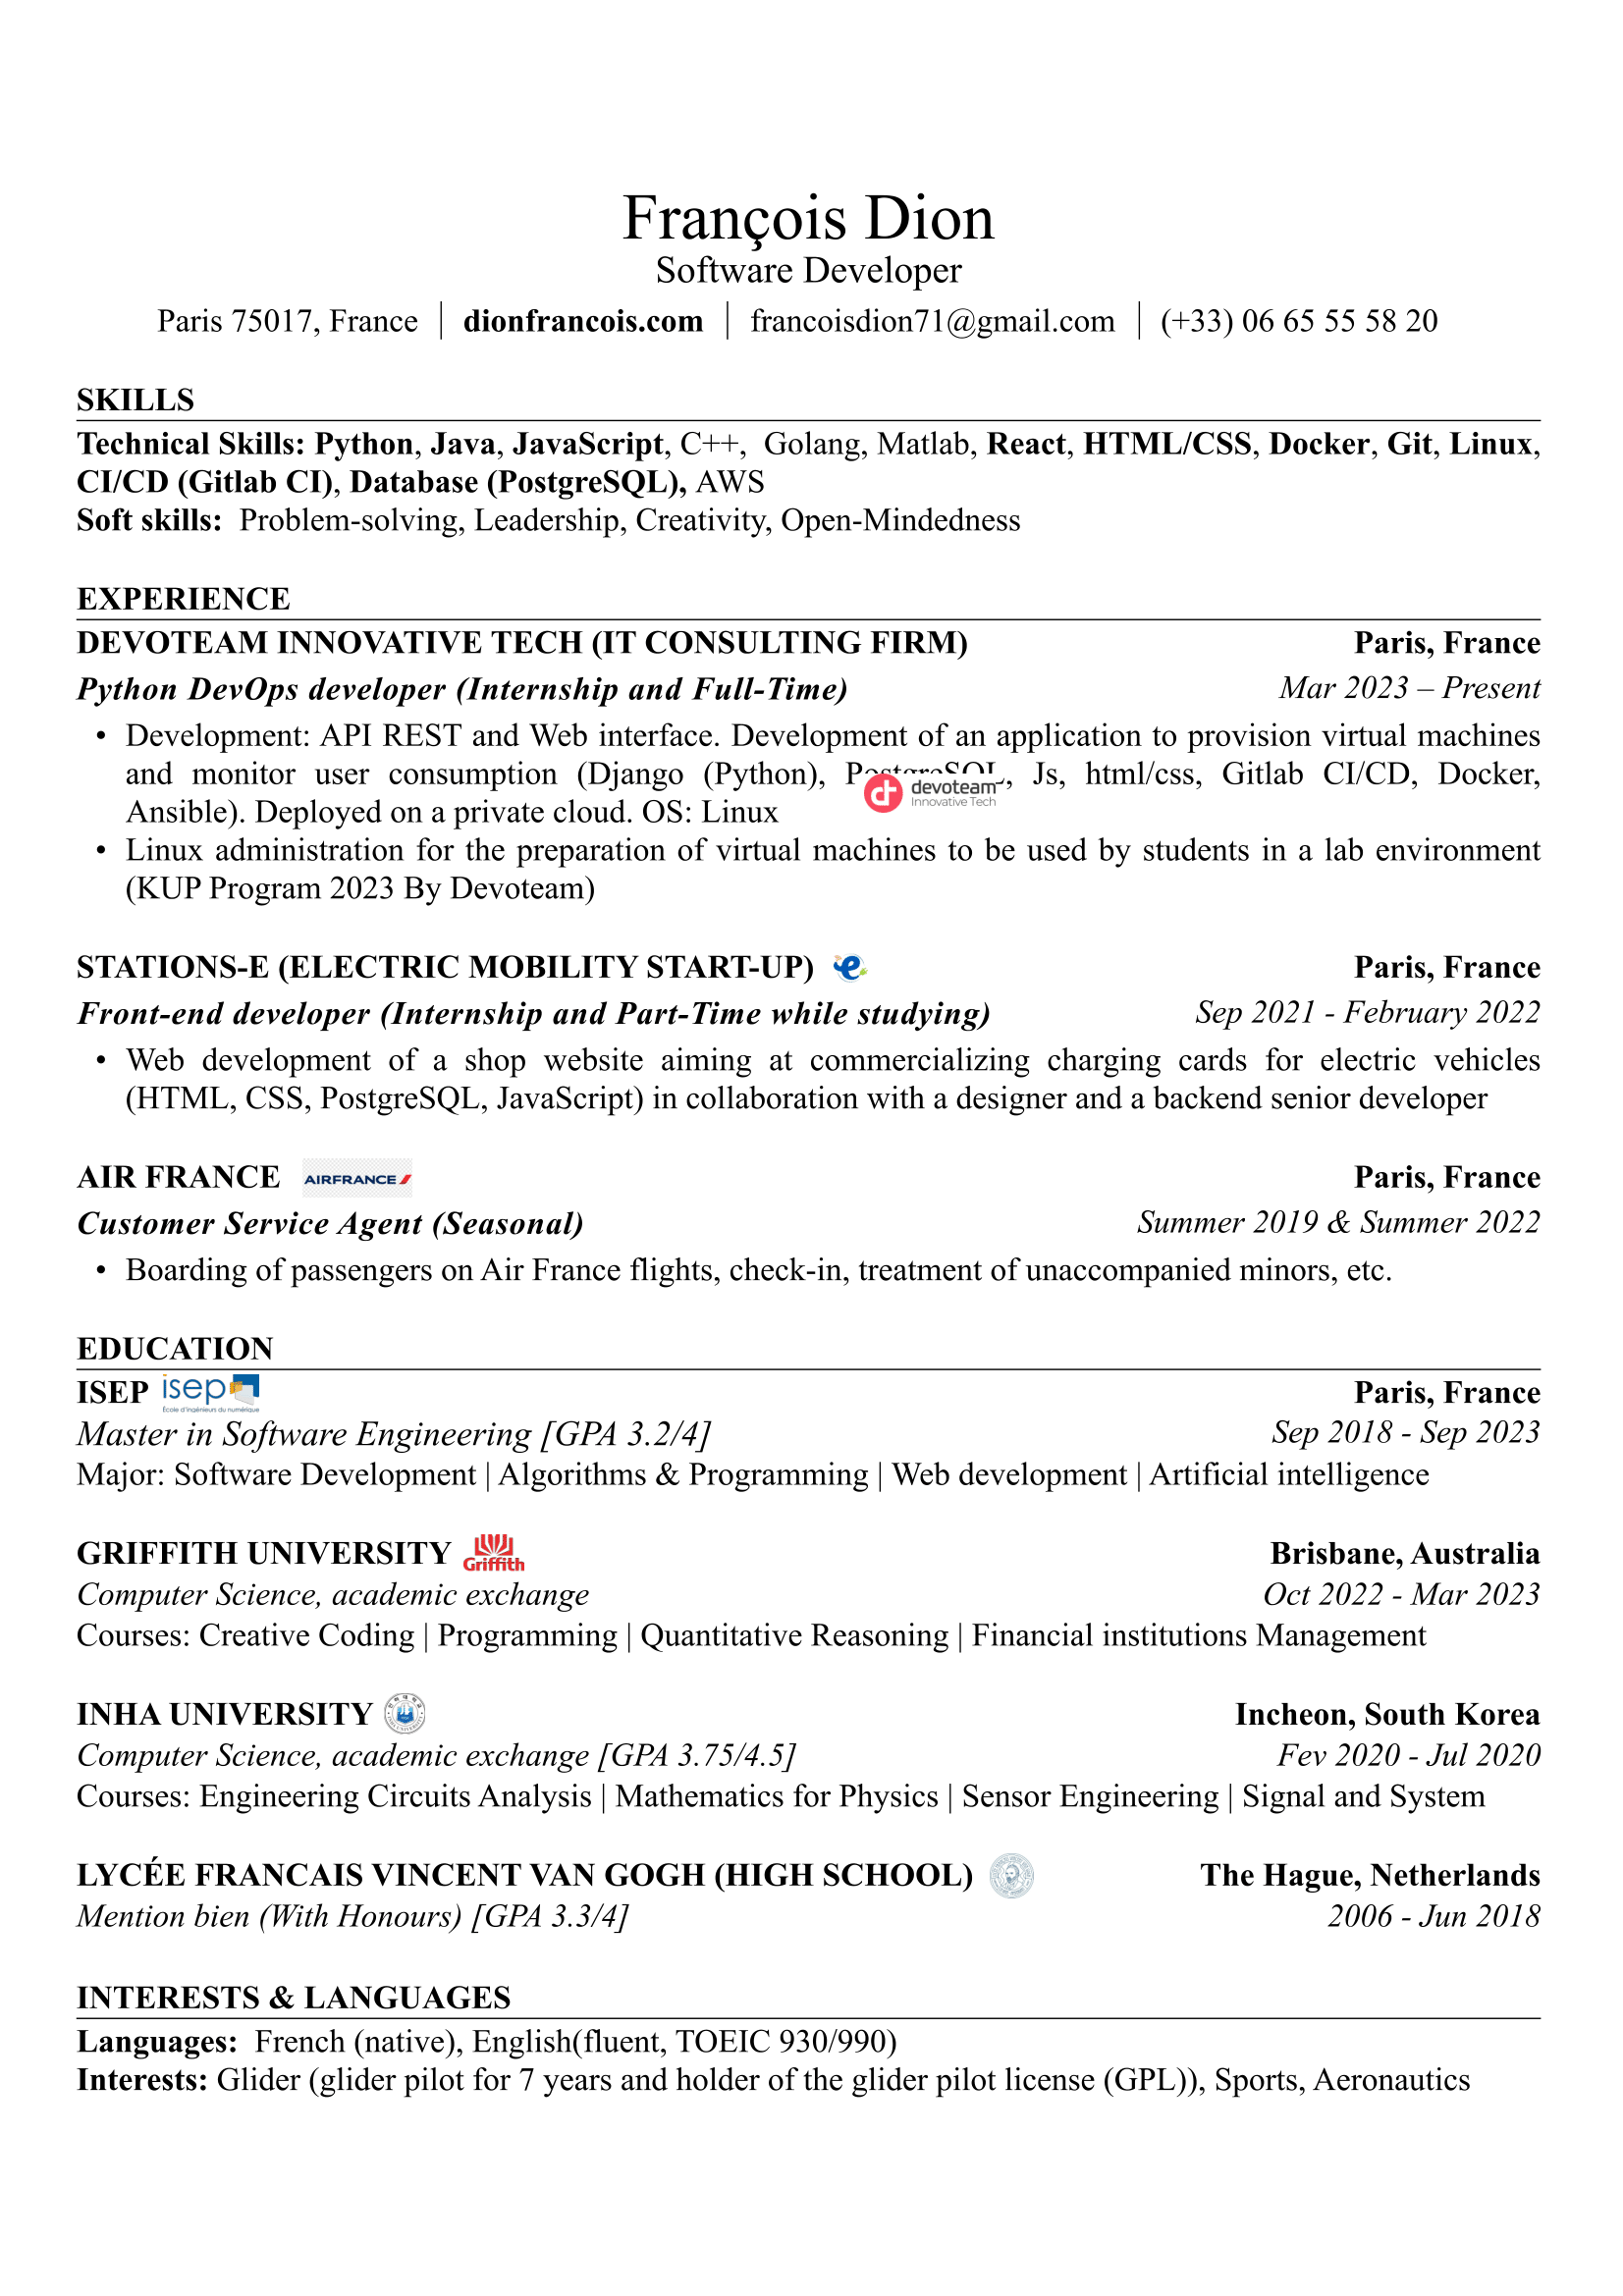 François Dion
Software Developer
Paris 75017, France | dionfrancois.com | francoisdion71@gmail.com | (+33) 06 65 55 58 20
SKILLS
Technical Skills: Python, Java, JavaScript, C++, Golang, Matlab, React, HTML/CSS, Docker, Git, Linux,
CI/CD (Gitlab CI), Database (PostgreSQL), AWS
Soft skills: Problem-solving, Leadership, Creativity, Open-Mindedness
EXPERIENCE
DEVOTEAM INNOVATIVE TECH (IT CONSULTING FIRM) Paris, France
Python DevOps developer (Internship and Full-Time) Mar 2023 – Present
• Development: API REST and Web interface. Development of an application to provision virtual machines
and monitor user consumption (Django (Python), PostgreSQL, Js, html/css, Gitlab CI/CD, Docker,
devoteam
Innovative Tech
Ansible). Deployed on a private cloud. OS: Linux
• Linux administration for the preparation of virtual machines to be used by students in a lab environment
(KUP Program 2023 By Devoteam)
STATIONS-E (ELECTRIC MOBILITY START-UP) e Paris, France
Front-end developer (Internship and Part-Time while studying) Sep 2021 - February 2022
• Web development of a shop website aiming at commercializing charging cards for electric vehicles
(HTML, CSS, PostgreSQL, JavaScript) in collaboration with a designer and a backend senior developer
AIR FRANCE AIRFRANCE Paris, France
Customer Service Agent (Seasonal) Summer 2019 & Summer 2022
• Boarding of passengers on Air France flights, check-in, treatment of unaccompanied minors, etc.
EDUCATION
ISEP isep Paris, France
École d'ingénieurs du numérique
Master in Software Engineering [GPA 3.2/4] Sep 2018 - Sep 2023
Major: Software Development | Algorithms & Programming | Web development | Artificial intelligence
GRIFFITH UNIVERSITY Griffith Brisbane, Australia
Computer Science, academic exchange Oct 2022 - Mar 2023
Courses: Creative Coding | Programming | Quantitative Reasoning | Financial institutions Management
INHA UNIVERSITY Incheon, South Korea
Computer Science, academic exchange [GPA 3.75/4.5] Fev 2020 - Jul 2020
Courses: Engineering Circuits Analysis | Mathematics for Physics | Sensor Engineering | Signal and System
LYCÉE FRANCAIS VINCENT VAN GOGH (HIGH SCHOOL) The Hague, Netherlands
Mention bien (With Honours) [GPA 3.3/4] 2006 - Jun 2018
INTERESTS & LANGUAGES
Languages: French (native), English(fluent, TOEIC 930/990)
Interests: Glider (glider pilot for 7 years and holder of the glider pilot license (GPL)), Sports, Aeronautics